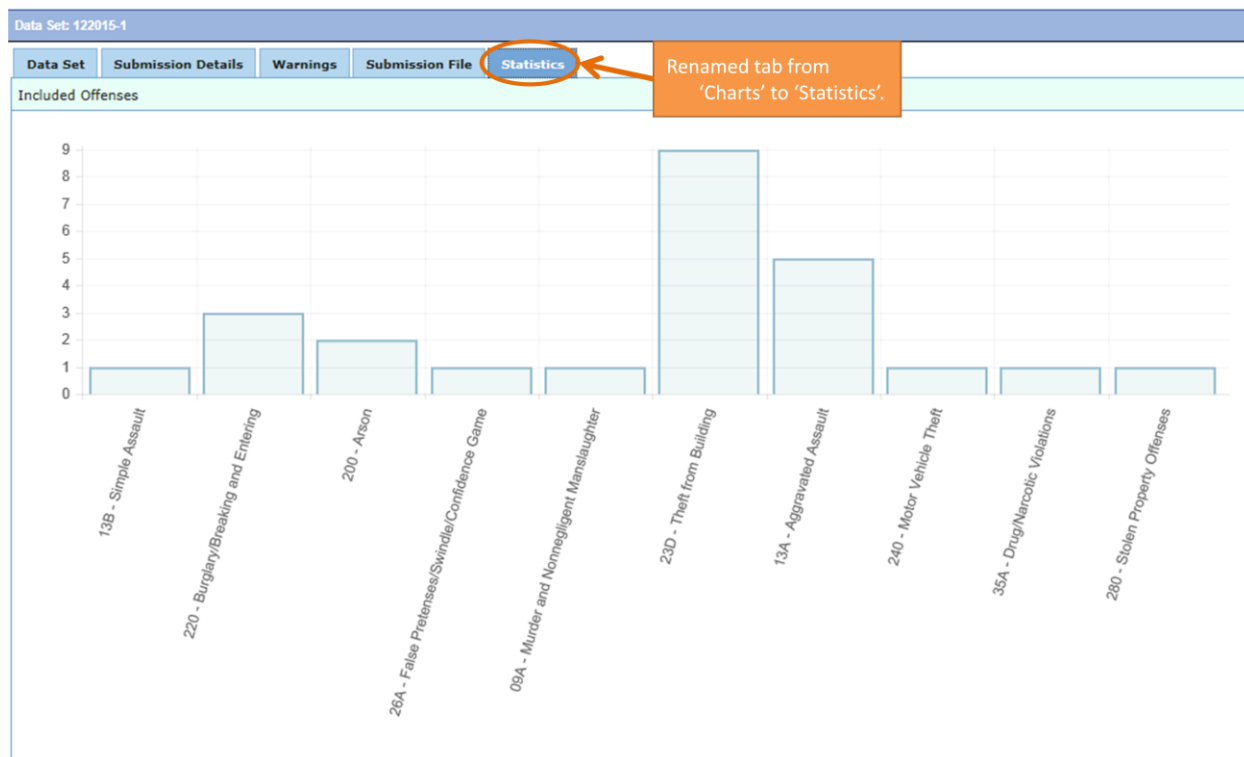 Data Set: 122015-1
Data Set
Submission Details
Warnings
Submission File
Statistics
Renamed tab from
'Charts' to 'Statistics'.
Included Offenses
9
8
7
6
5
4
3
2
1
0
13B - Simple Assault
220 - Burglary/Breaking and Entering
200 - Arson
26A - False Pretenses/Swindle/Confidence Game
09A - Murder and Nonnegligent Manslaughter
23D - Theft from Building
13A - Aggravated Assault
240 - Motor Vehicle Theft
35A - Drug/Narcotic Violations
280 - Stolen Property Offenses